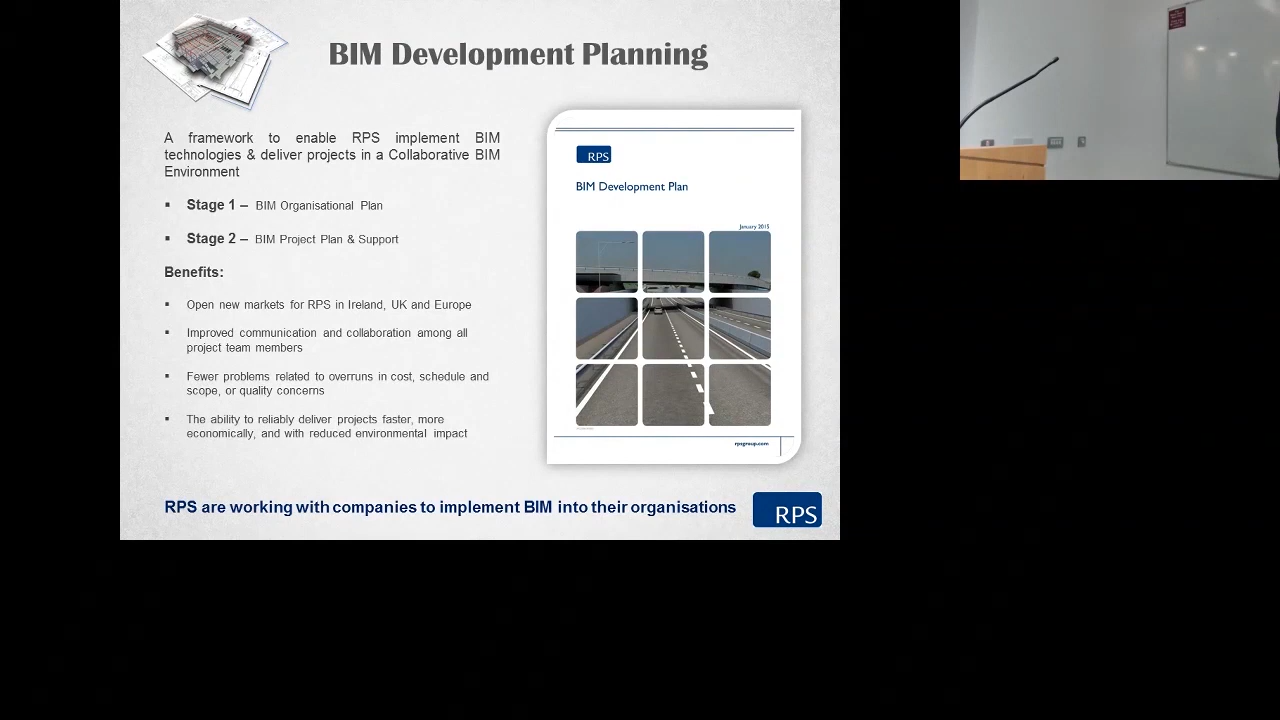 BIM Development Planning
A framework to enable RPS implement BIM
technologies & deliver projects in a Collaborative BIM
Environment
▪ Stage 1 – BIM Organisational Plan
▪ Stage 2 – BIM Project Plan & Support
Benefits:
▪ Open new markets for RPS in Ireland, UK and Europe
▪ Improved communication and collaboration among all
project team members
▪ Fewer problems related to overruns in cost, schedule and
scope, or quality concerns
▪ The ability to reliably deliver projects faster, more
economically, and with reduced environmental impact
RPS
BIM Development Plan
January 2015
rpsgroup.com
RPS are working with companies to implement BIM into their organisations
RPS